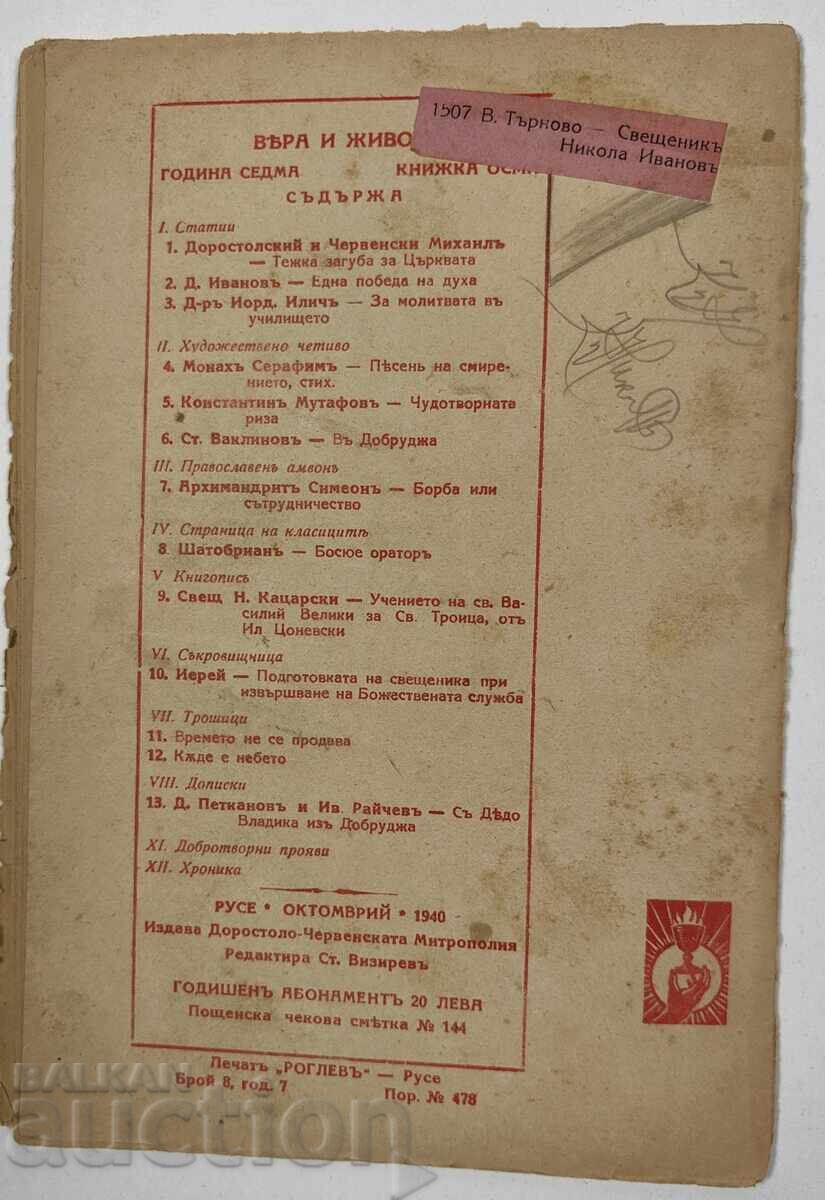 1507 В. Търново — Свещеникъ
Никола Ивановъ
ВѢРА И ЖИВО
ГОДИНА СЕДМА КНИЖКА ОСМА
СЪДЪРЖА
I. Статии
1. Доростолский и Червенски Михаилъ
— Тежка загуба за Църквата
2. Д. Ивановъ — Една победа на духа
3. Д-ръ Иорд. Иличъ — За молитвата въ
училището
II. Художествено четиво
4. Монахъ Серафимъ — Пѣсень на смире-
нието, стих.
5. Константинъ Мутафовъ — Чудотворната
риза
6. Ст. Ваклиновъ — Въ Добруджа
III. Православенъ амвонъ
7. Архимандритъ Симеонъ — Борба или
сътрудничество
IV. Страница на класицитѣ
8. Шатобрианъ — Босюе ораторъ
V Книгописъ
9. Свещ Н. Кацарски — Учението на св. Ва-
силий Велики за Св. Троица, отъ
Ил Цоневски
VI. Съкровищница
10. Иерей — Подготовката на свещеника при
извършване на Божествената служба
VII. Трошици
11. Времето не се продава
12. Кѫде е небето
VIII. Дописки
13. Д. Петкановъ и Ив. Райчевъ — Съ Дѣдо
Владика изъ Добруджа
XI. Добротворни прояви
XII. Хроника
РУСЕ • ОКТОМВРИЙ • 1940
Издава Доростоло-Червенската Митрополия
Редактира Ст. Визиревъ
ГОДИШЕНЪ АБОНАМЕНТЪ 20 ЛЕВА
Пощенска чекова смѣтка № 144
Печатъ „РОГЛЕВЪ" — Русе
Брой 8, год. 7 Пор. № 478
BALKAN
auction